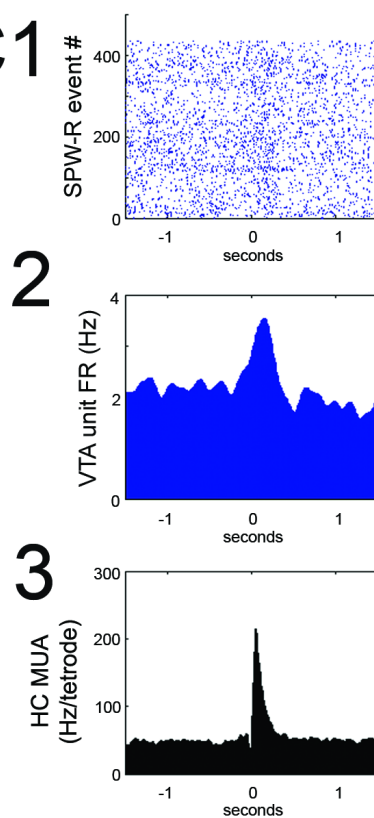 C1
SPW-R event #
400
200
0
-1 0 1
seconds
2
VTA unit FR (Hz)
4
2
0
-1 0 1
seconds
3
HC MUA
(Hz/tetrode)
300
200
100
0
-1 0 1
seconds